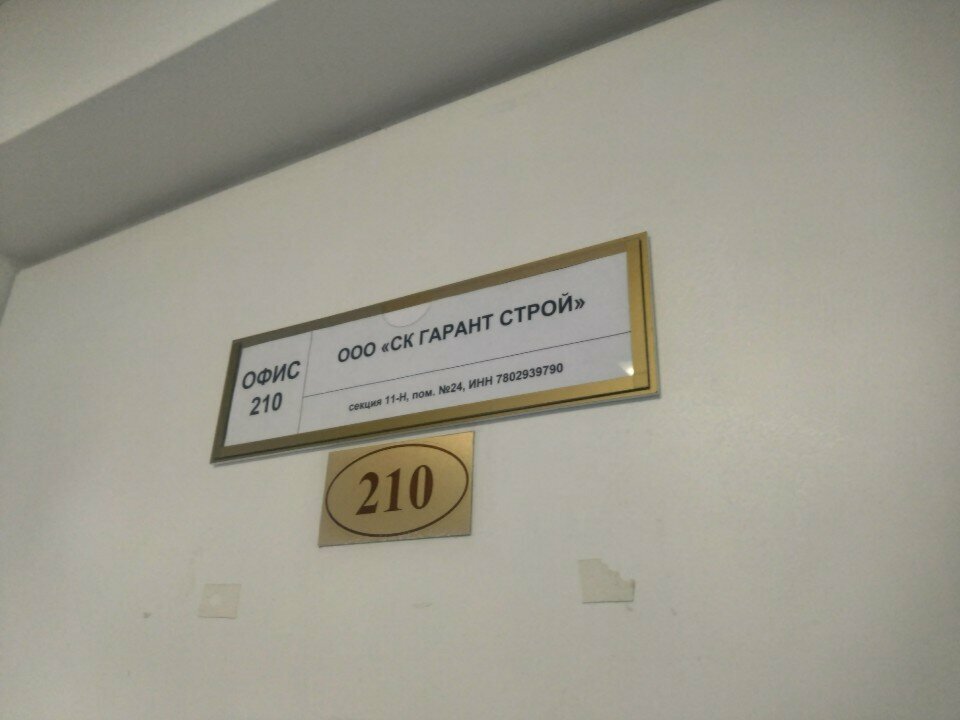 ОФИС
210
ООО «СК ГАРАНТ СТРОЙ»
секция 11-Н, пом. №24, ИНН 7802939790
210